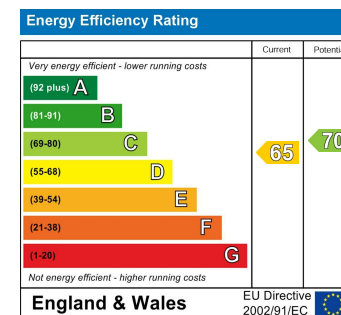 Energy Efficiency Rating
Current
Very energy efficient - lower running costs
(92 plus) A
(81-91) B
(69-80) C
(55-68) D
(39-54) E
(21-38) F
(1-20) G
65
70
Not energy efficient - higher running costs
England & Wales
EU Directive
2002/91/EC